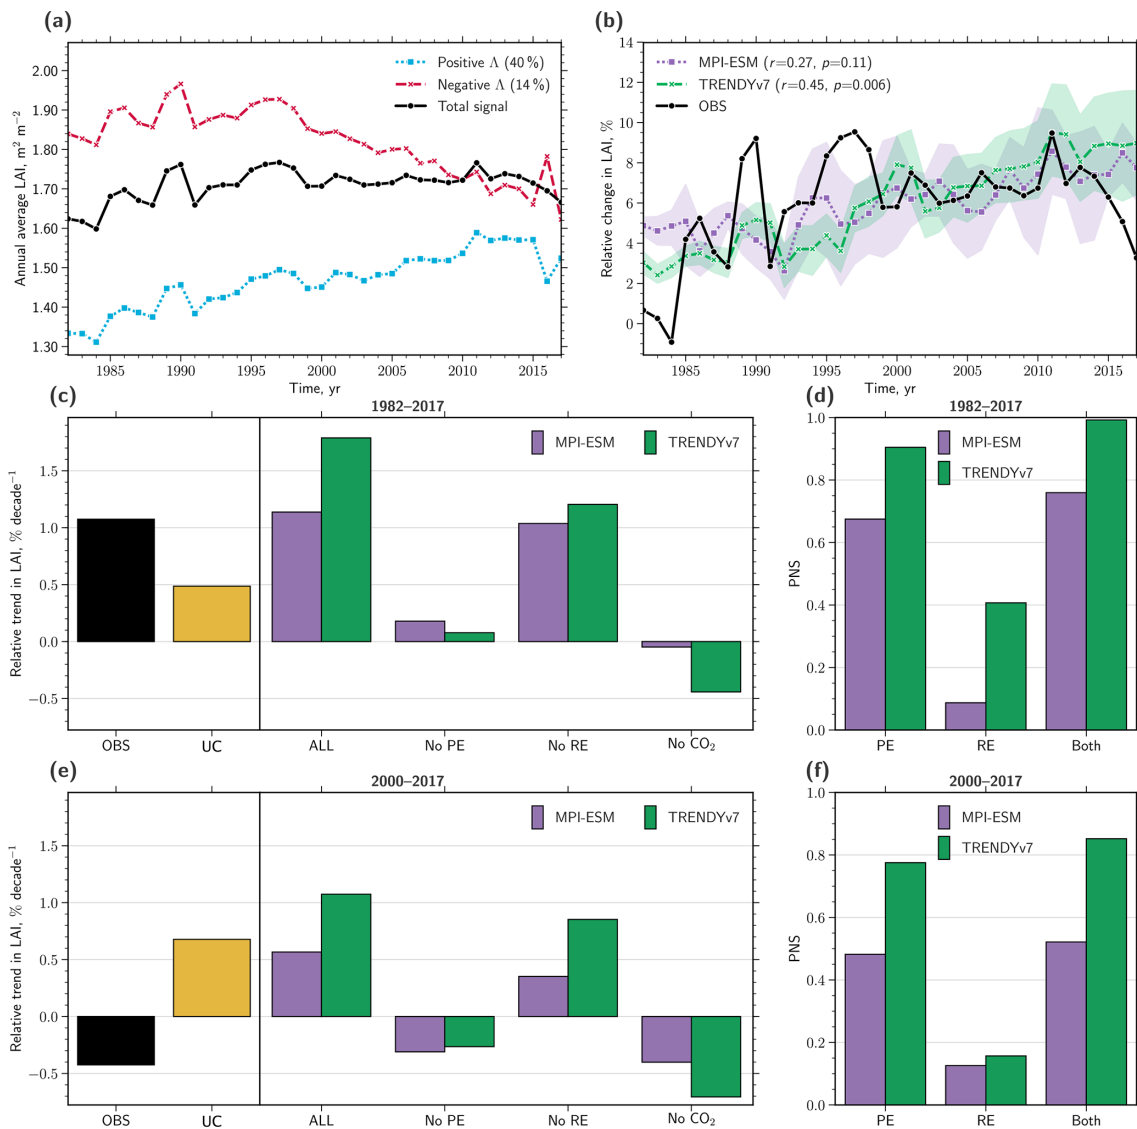 (a)
Positive Λ (40 %)
Negative Λ (14 %)
Total signal
Annual average LAI, m² m⁻²
2.00
1.90
1.80
1.70
1.60
1.50
1.40
1.30
1985 1990 1995 2000 2005 2010 2015
Time, yr
(b)
MPI-ESM (r=0.27, p=0.11)
TRENDYv7 (r=0.45, p=0.006)
OBS
Relative change in LAI, %
14
12
10
8
6
4
2
0
1985 1990 1995 2000 2005 2010 2015
Time, yr
(c)
1982–2017
MPI-ESM TRENDYv7
Relative trend in LAI, % decade⁻¹
1.5
1.0
0.5
0.0
−0.5
OBS UC ALL No PE No RE No CO₂
(d)
1982–2017
MPI-ESM
TRENDYv7
PNS
1.0
0.8
0.6
0.4
0.2
0.0
PE RE Both
(e)
2000–2017
MPI-ESM TRENDYv7
Relative trend in LAI, % decade⁻¹
1.5
1.0
0.5
0.0
−0.5
OBS UC ALL No PE No RE No CO₂
(f)
2000–2017
MPI-ESM
TRENDYv7
PNS
1.0
0.8
0.6
0.4
0.2
0.0
PE RE Both